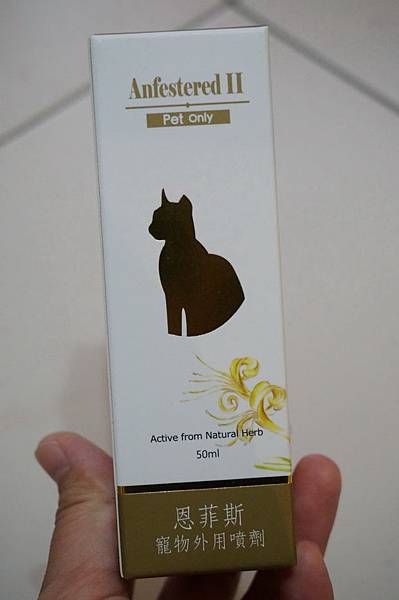 Anfestered II
Pet Only
Active from Natural Herb
50ml
恩菲斯
寵物外用噴劑